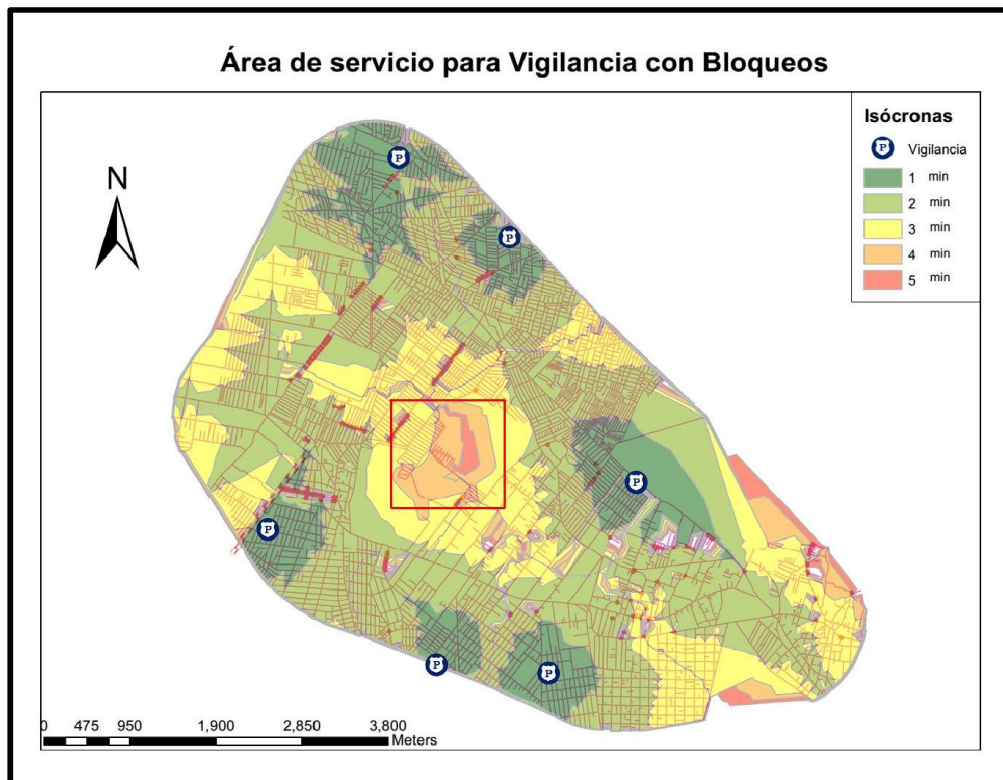 Área de servicio para Vigilancia con Bloqueos
Isócronas
P Vigilancia
1 min
2 min
3 min
4 min
5 min
N
P
P
P
P
P
P
0 475 950 1,900 2,850 3,800
Meters